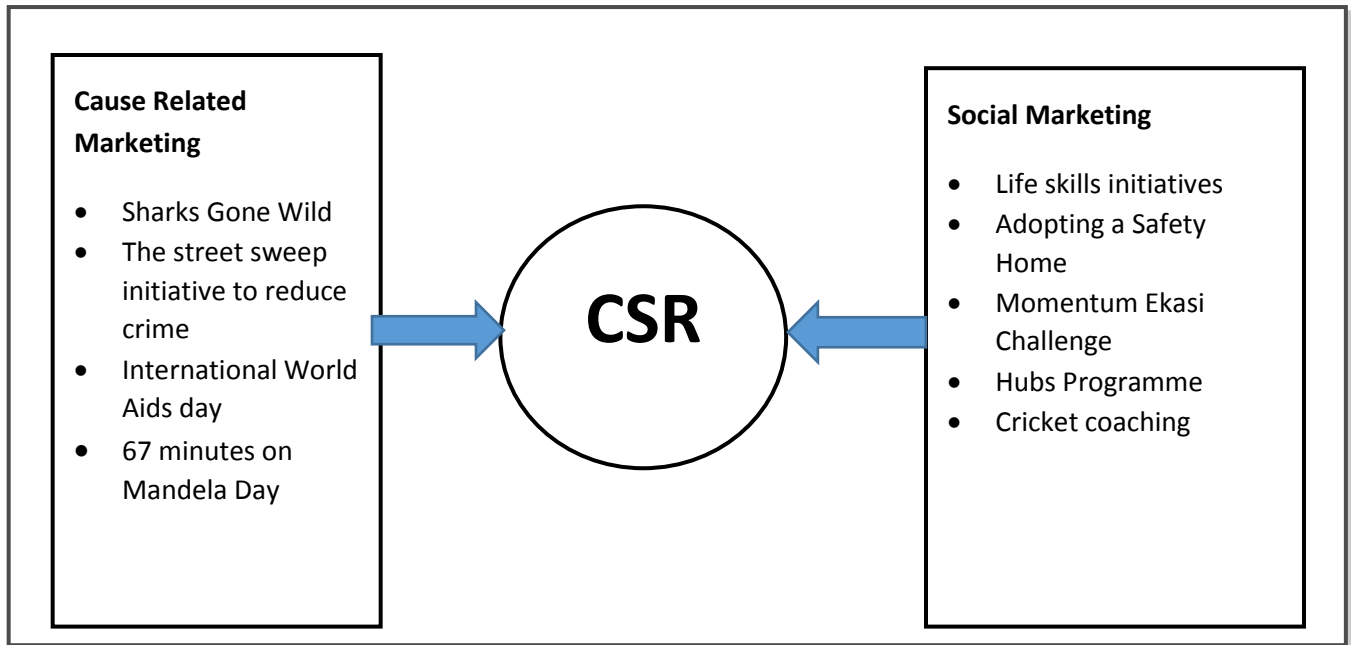 Cause Related
Marketing
• Sharks Gone Wild
• The street sweep
initiative to reduce
crime
• International World
Aids day
• 67 minutes on
Mandela Day
CSR
Social Marketing
• Life skills initiatives
• Adopting a Safety
Home
• Momentum Ekasi
Challenge
• Hubs Programme
• Cricket coaching